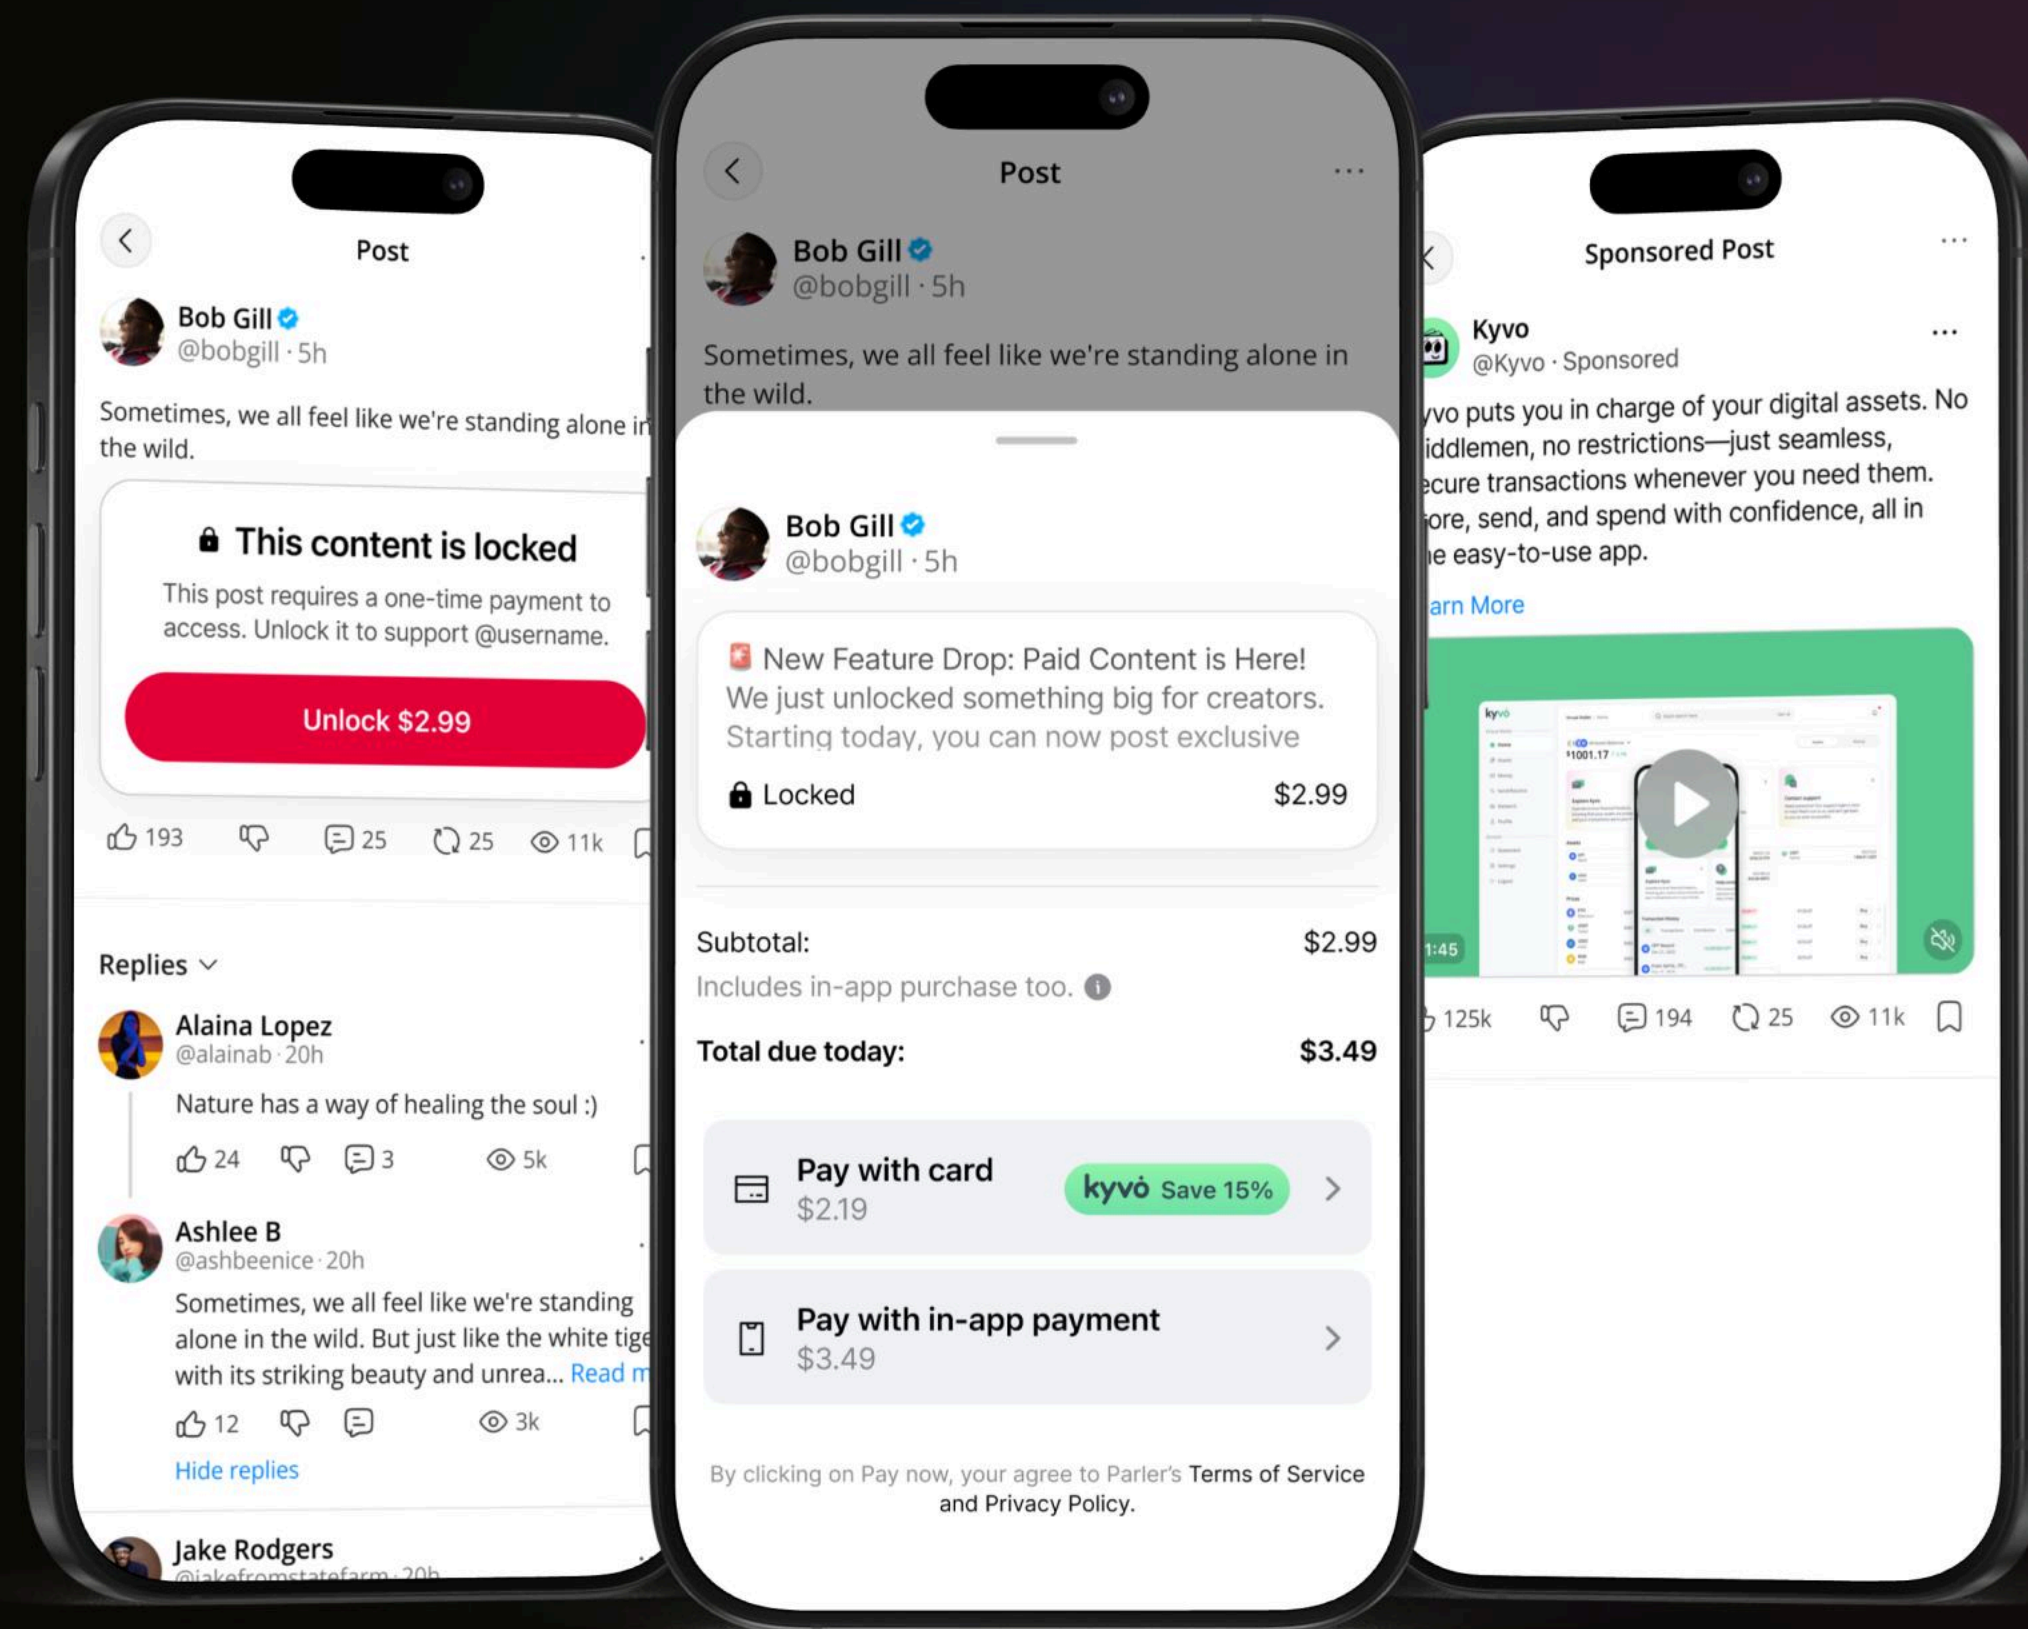 Post
Bob Gill
@bobgill · 5h
Sometimes, we all feel like we're standing alone in
the wild.
This content is locked
This post requires a one-time payment to
access. Unlock it to support @username.
Unlock $2.99
193
25
25
11k
Replies
Alaina Lopez
@alainab · 20h
Nature has a way of healing the soul :)
24
3
5k
Ashlee B
@ashbeenice · 20h
Sometimes, we all feel like we're standing
alone in the wild. But just like the white tige
with its striking beauty and unrea... Read m
12
3k
Hide replies
Jake Rodgers
@jakefromstatefarm · 20h
Post
Bob Gill
@bobgill · 5h
Sometimes, we all feel like we're standing alone in
the wild.
Bob Gill
@bobgill · 5h
🚨 New Feature Drop: Paid Content is Here!
We just unlocked something big for creators.
Starting today, you can now post exclusive
Locked $2.99
Subtotal: $2.99
Includes in-app purchase too.
Total due today: $3.49
Pay with card
$2.19
kyvo Save 15%
Pay with in-app payment
$3.49
By clicking on Pay now, your agree to Parler's Terms of Service
and Privacy Policy.
Sponsored Post
Kyvo
@Kyvo · Sponsored
yvo puts you in charge of your digital assets. No
iddlemen, no restrictions—just seamless,
ecure transactions whenever you need them.
ore, send, and spend with confidence, all in
e easy-to-use app.
arn More
kyvo
$1001.17
1:45
125k
194
25
11k